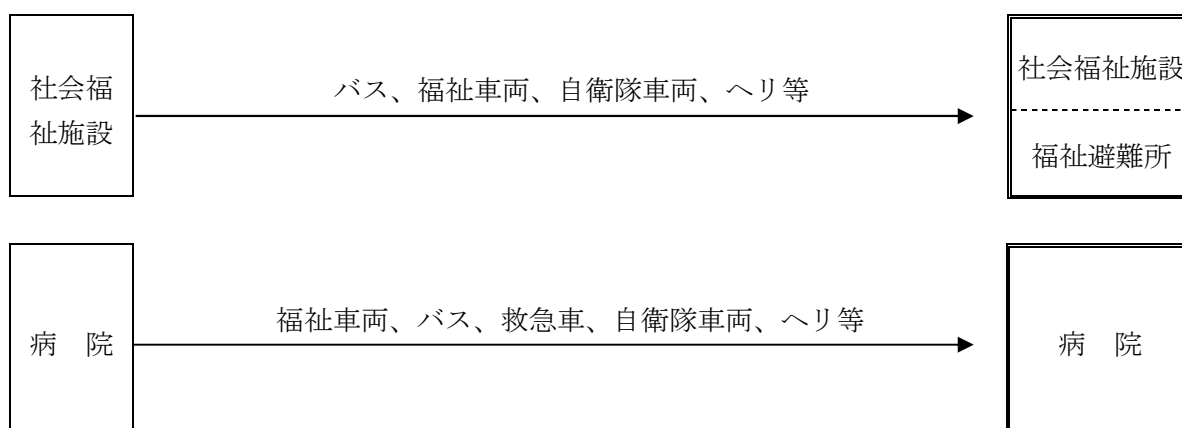 社会福
祉施設
バス、福祉車両、自衛隊車両、ヘリ等
社会福祉施設
福祉避難所
病　院
福祉車両、バス、救急車、自衛隊車両、ヘリ等
病　院